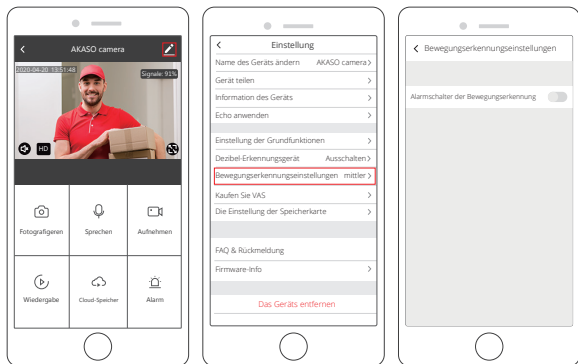 AKASO camera
2020-04-20 13:51:48
Signale: 91%
HD
Fotografigeren
Sprechen
Aufnehmen
Wiedergabe
Cloud-Speicher
Alarm
Einstellung
Name des Geräts ändern AKASO camera
Gerät teilen
Information des Geräts
Echo anwenden
Einstellung der Grundfunktionen
Dezibel-Erkennungsgerät Ausschalten
Bewegungserkennungseinstellungen mittler
Kaufen Sie VAS
Die Einstellung der Speicherkarte
FAQ & Rückmeldung
Firmware-Info
Das Geräts entfernen
Bewegungserkennungseinstellungen
Alarmschalter der Bewegungserkennung